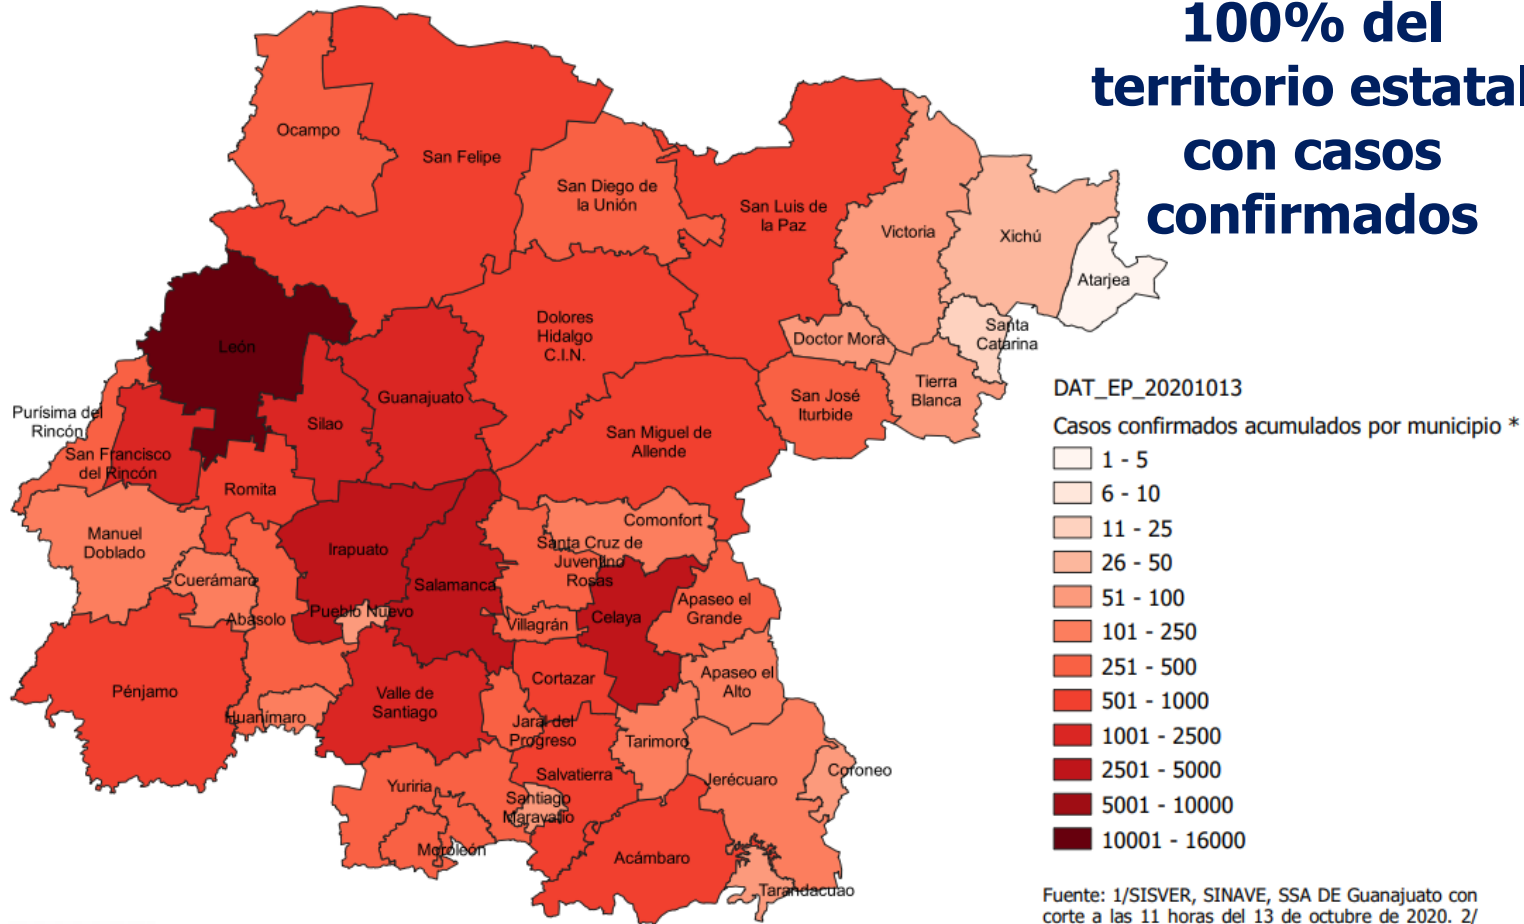 100% del
territorio estatal
con casos
confirmados
Ocampo
San Felipe
San Diego de
la Unión
San Luis de
la Paz
Victoria
Xichú
Atarjea
León
Dolores
Hidalgo
C.I.N.
Doctor Mora
Santa
Catarina
Tierra
Blanca
San José
Iturbide
Guanajuato
Silao
Purísima del
Rincón
San Francisco
del Rincón
San Miguel de
Allende
Romita
Manuel
Doblado
Irapuato
Salamanca
Comonfort
Santa Cruz de
Juventino
Rosas
Cuerámaro
Abasolo
Pueblo Nuevo
Villagrán
Celaya
Apaseo el
Grande
Pénjamo
Huanímaro
Valle de
Santiago
Cortazar
Apaseo el
Alto
Jaral del
Progreso
Tarimoro
Salvatierra
Jerécuaro
Coroneo
Yuriria
Santiago
Maravatío
Moroleón
Acámbaro
Tarandacuao
DAT_EP_20201013
Casos confirmados acumulados por municipio *
1 - 5
6 - 10
11 - 25
26 - 50
51 - 100
101 - 250
251 - 500
501 - 1000
1001 - 2500
2501 - 5000
5001 - 10000
10001 - 16000
Fuente: 1/SISVER, SINAVE, SSA DE Guanajuato con
corte a las 11 horas del 13 de octubre de 2020. 2/